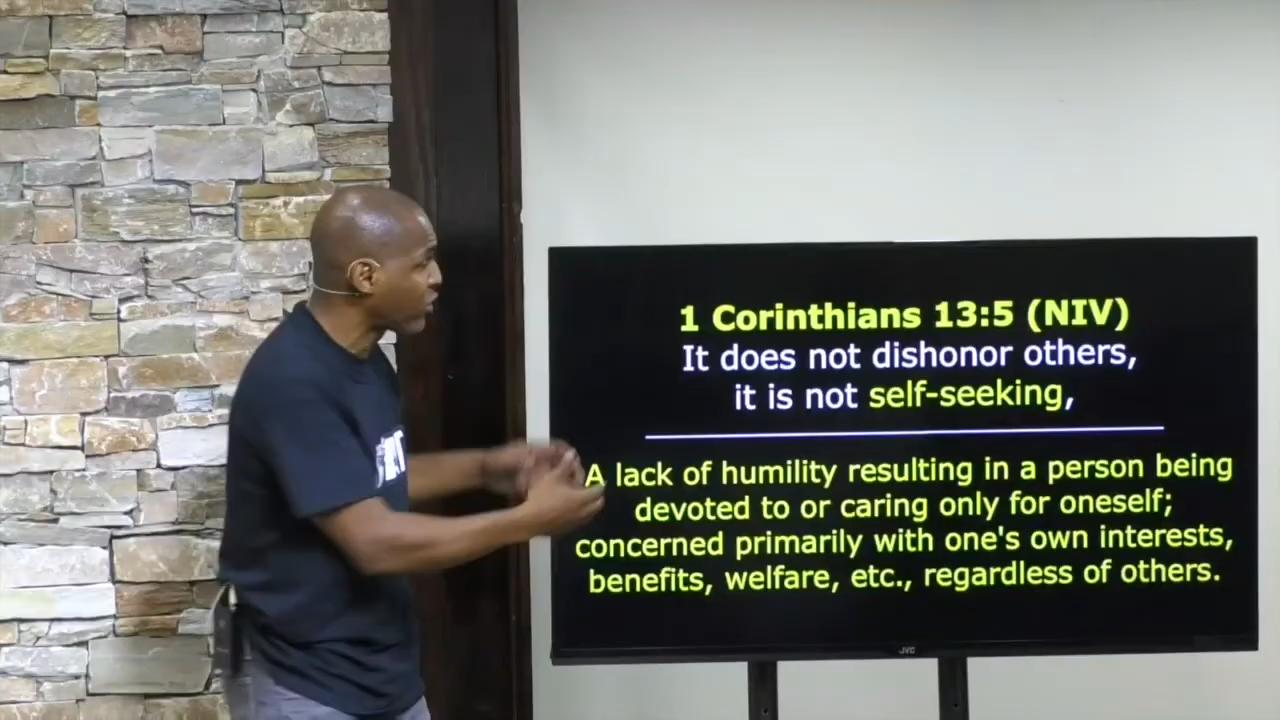 1 Corinthians 13:5 (NIV)
It does not dishonor others,
it is not self-seeking,
A lack of humility resulting in a person being
devoted to or caring only for oneself;
concerned primarily with one's own interests,
benefits, welfare, etc., regardless of others.
JVC